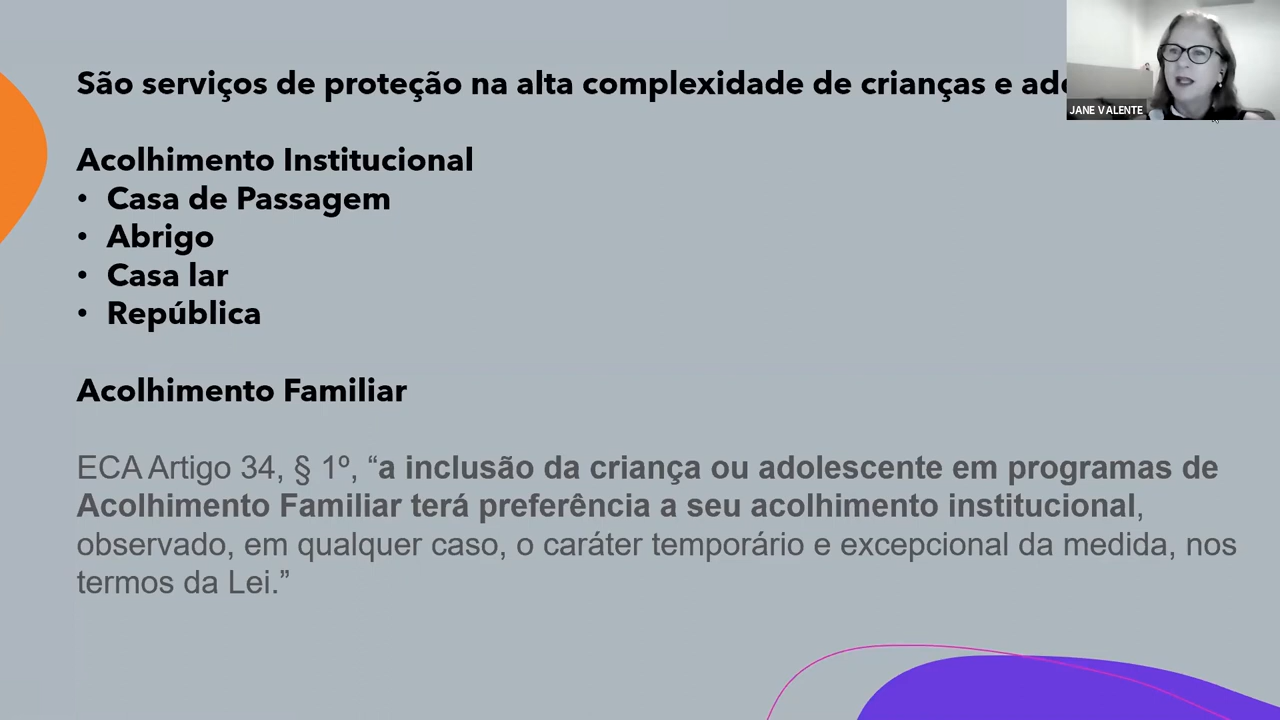 São serviços de proteção na alta complexidade de crianças e
JANE VALENTE
Acolhimento Institucional
• Casa de Passagem
• Abrigo
• Casa lar
• República
Acolhimento Familiar
ECA Artigo 34, § 1º, “a inclusão da criança ou adolescente em programas de
Acolhimento Familiar terá preferência a seu acolhimento institucional,
observado, em qualquer caso, o caráter temporário e excepcional da medida, nos
termos da Lei.”